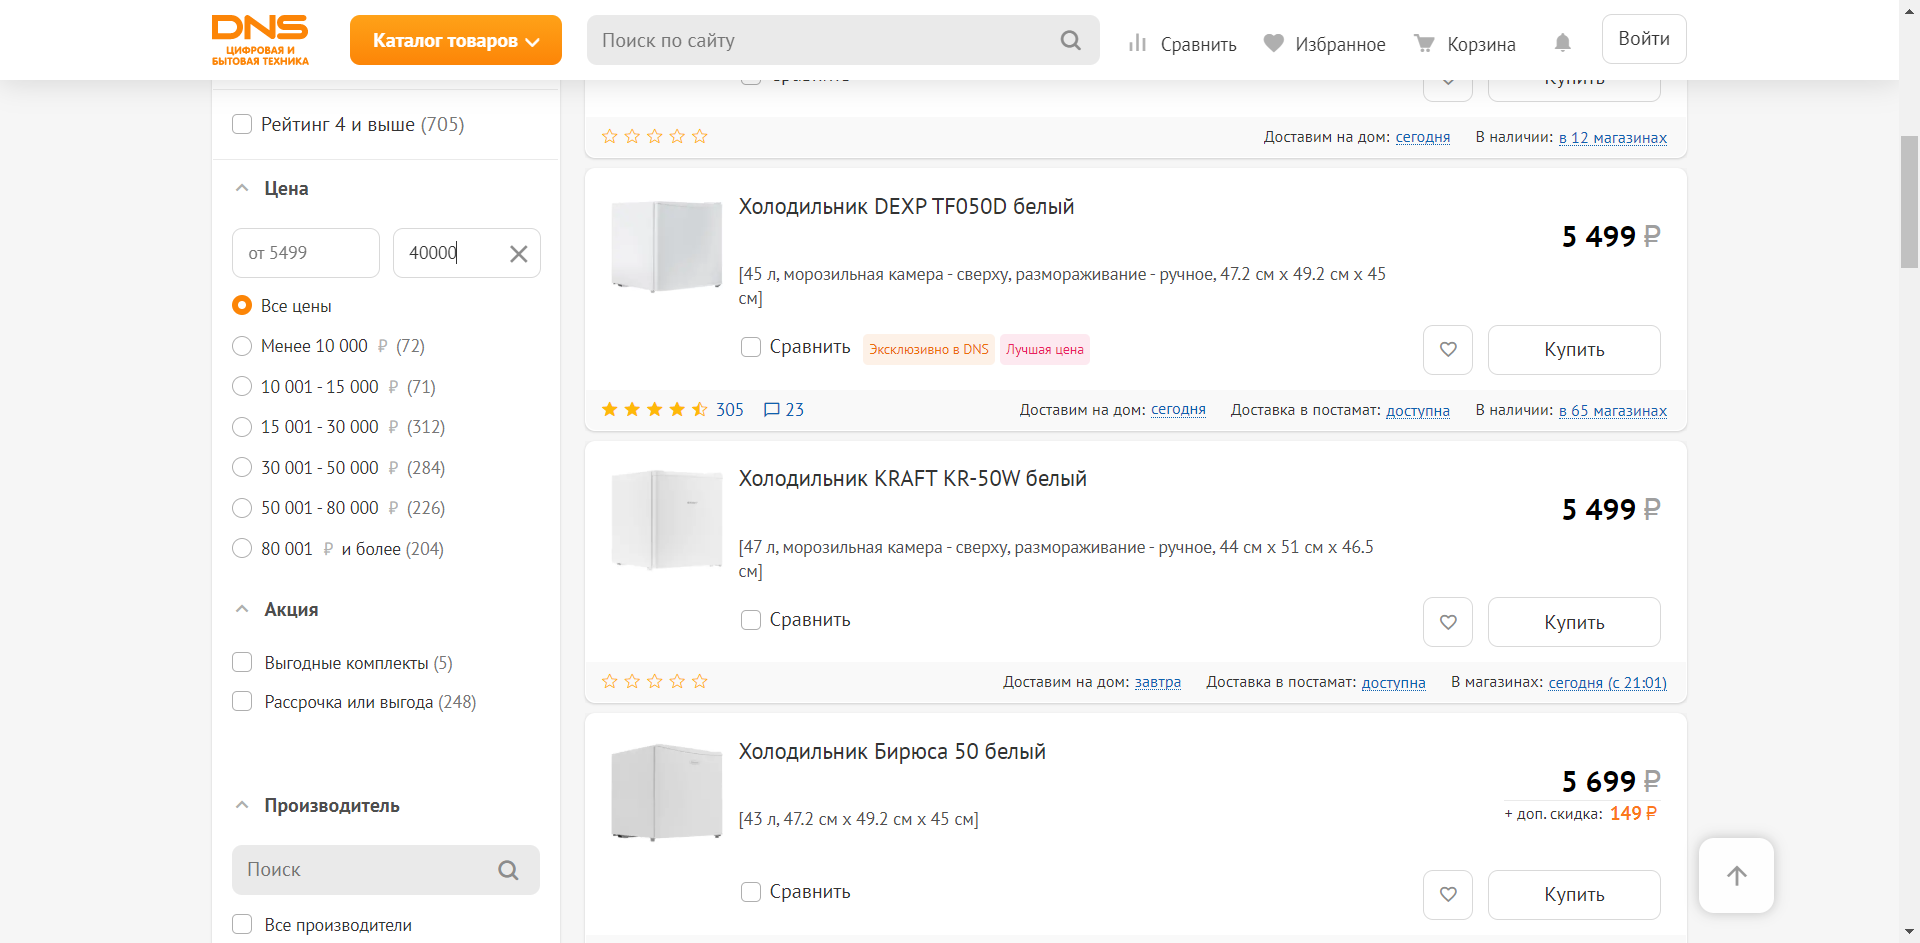 DNS
ЦИФРОВАЯ И
БЫТОВАЯ ТЕХНИКА
Каталог товаров
Поиск по сайту
Сравнить
Избранное
Корзина
Войти
Рейтинг 4 и выше (705)
Цена
от 5499
40000
Все цены
Менее 10 000 ₽ (72)
10 001 - 15 000 ₽ (71)
15 001 - 30 000 ₽ (312)
30 001 - 50 000 ₽ (284)
50 001 - 80 000 ₽ (226)
80 001 ₽ и более (204)
Акция
Выгодные комплекты (5)
Рассрочка или выгода (248)
Производитель
Поиск
Все производители
Сравнить
Купить
Доставим на дом: сегодня В наличии: в 12 магазинах
Холодильник DEXP TF050D белый
5 499 ₽
[45 л, морозильная камера - сверху, размораживание - ручное, 47.2 см x 49.2 см x 45
см]
Сравнить Эксклюзивно в DNS Лучшая цена
Купить
305 23 Доставим на дом: сегодня Доставка в постамат: доступна В наличии: в 65 магазинах
Холодильник KRAFT KR-50W белый
5 499 ₽
[47 л, морозильная камера - сверху, размораживание - ручное, 44 см x 51 см x 46.5
см]
Сравнить
Купить
Доставим на дом: завтра Доставка в постамат: доступна В магазинах: сегодня (с 21:01)
Холодильник Бирюса 50 белый
5 699 ₽
+ доп. скидка: 149 ₽
[43 л, 47.2 см x 49.2 см x 45 см]
Сравнить
Купить